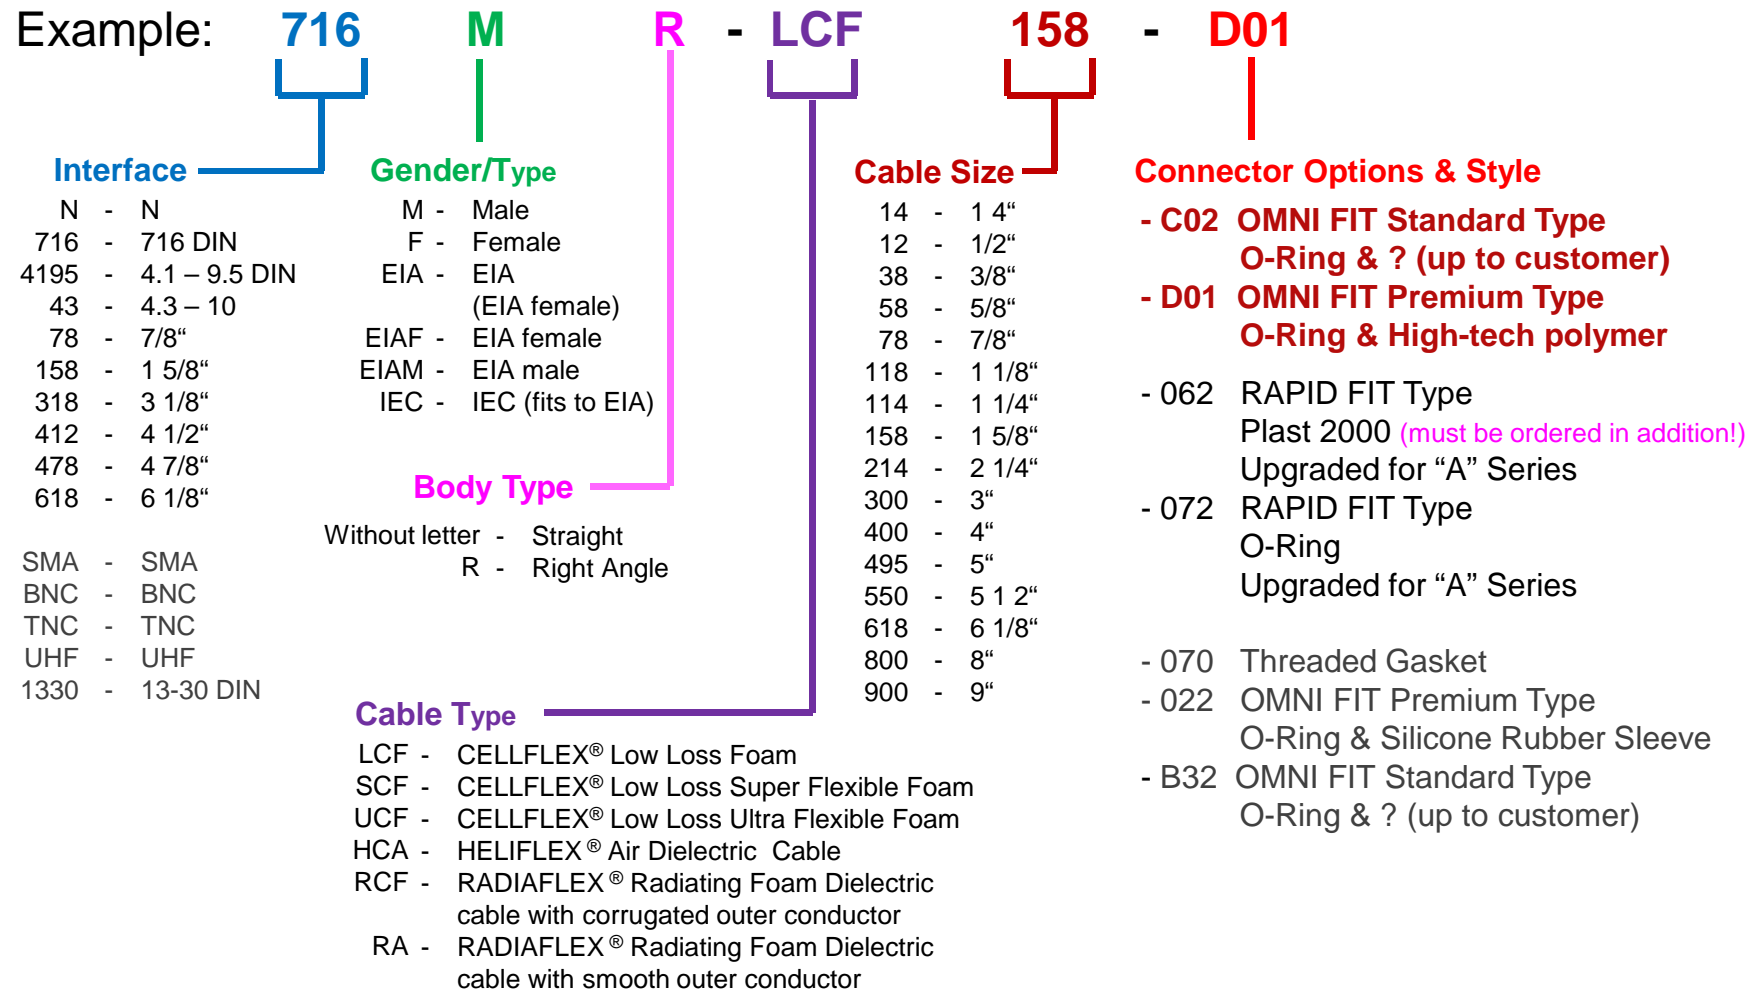 Example: 716 M R - LCF 158 - D01
Interface
N - N
716 - 716 DIN
4195 - 4.1 – 9.5 DIN
43 - 4.3 – 10
78 - 7/8“
158 - 1 5/8“
318 - 3 1/8“
412 - 4 1/2“
478 - 4 7/8“
618 - 6 1/8“
SMA - SMA
BNC - BNC
TNC - TNC
UHF - UHF
1330 - 13-30 DIN
Gender/Type
M - Male
F - Female
EIA - EIA
(EIA female)
EIAF - EIA female
EIAM - EIA male
IEC - IEC (fits to EIA)
Body Type
Without letter - Straight
R - Right Angle
Cable Type
LCF - CELLFLEX® Low Loss Foam
SCF - CELLFLEX® Low Loss Super Flexible Foam
UCF - CELLFLEX® Low Loss Ultra Flexible Foam
HCA - HELIFLEX ® Air Dielectric Cable
RCF - RADIAFLEX ® Radiating Foam Dielectric
cable with corrugated outer conductor
RA - RADIAFLEX ® Radiating Foam Dielectric
cable with smooth outer conductor
Cable Size
14 - 1 4“
12 - 1/2“
38 - 3/8“
58 - 5/8“
78 - 7/8“
118 - 1 1/8“
114 - 1 1/4“
158 - 1 5/8“
214 - 2 1/4“
300 - 3“
400 - 4“
495 - 5“
550 - 5 1 2“
618 - 6 1/8“
800 - 8“
900 - 9“
Connector Options & Style
- C02 OMNI FIT Standard Type
O-Ring & ? (up to customer)
- D01 OMNI FIT Premium Type
O-Ring & High-tech polymer
- 062 RAPID FIT Type
Plast 2000 (must be ordered in addition!)
Upgraded for “A” Series
- 072 RAPID FIT Type
O-Ring
Upgraded for “A” Series
- 070 Threaded Gasket
- 022 OMNI FIT Premium Type
O-Ring & Silicone Rubber Sleeve
- B32 OMNI FIT Standard Type
O-Ring & ? (up to customer)